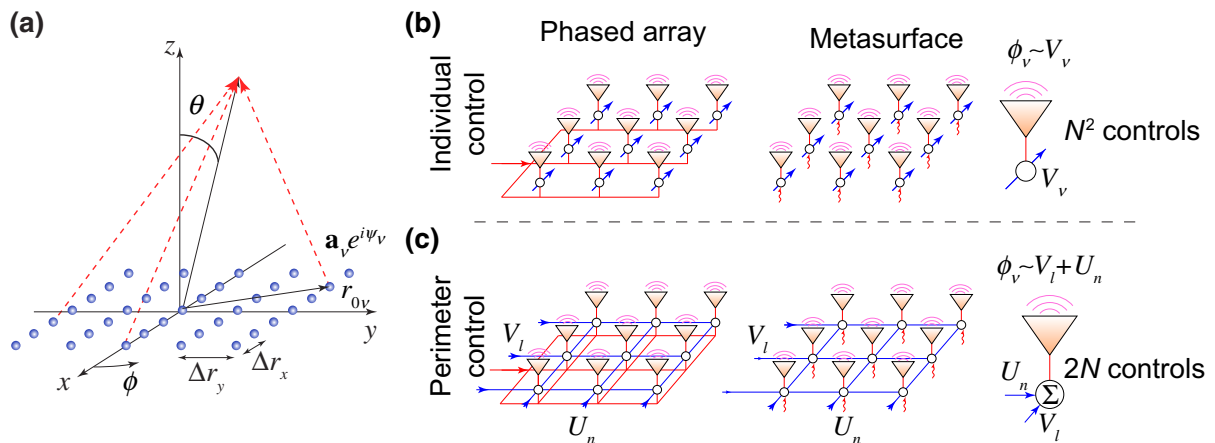 (a)
z
θ
a_ν e^{iψ_ν}
r_{0ν}
y
x
ϕ
Δr_y
Δr_x
(b)
Phased array
Metasurface
Individual
control
ϕ_ν~V_ν
N² controls
V_ν
(c)
Perimeter
control
V_l
U_n
V_l
U_n
ϕ_ν~V_l+U_n
2N controls
U_n
Σ
V_l